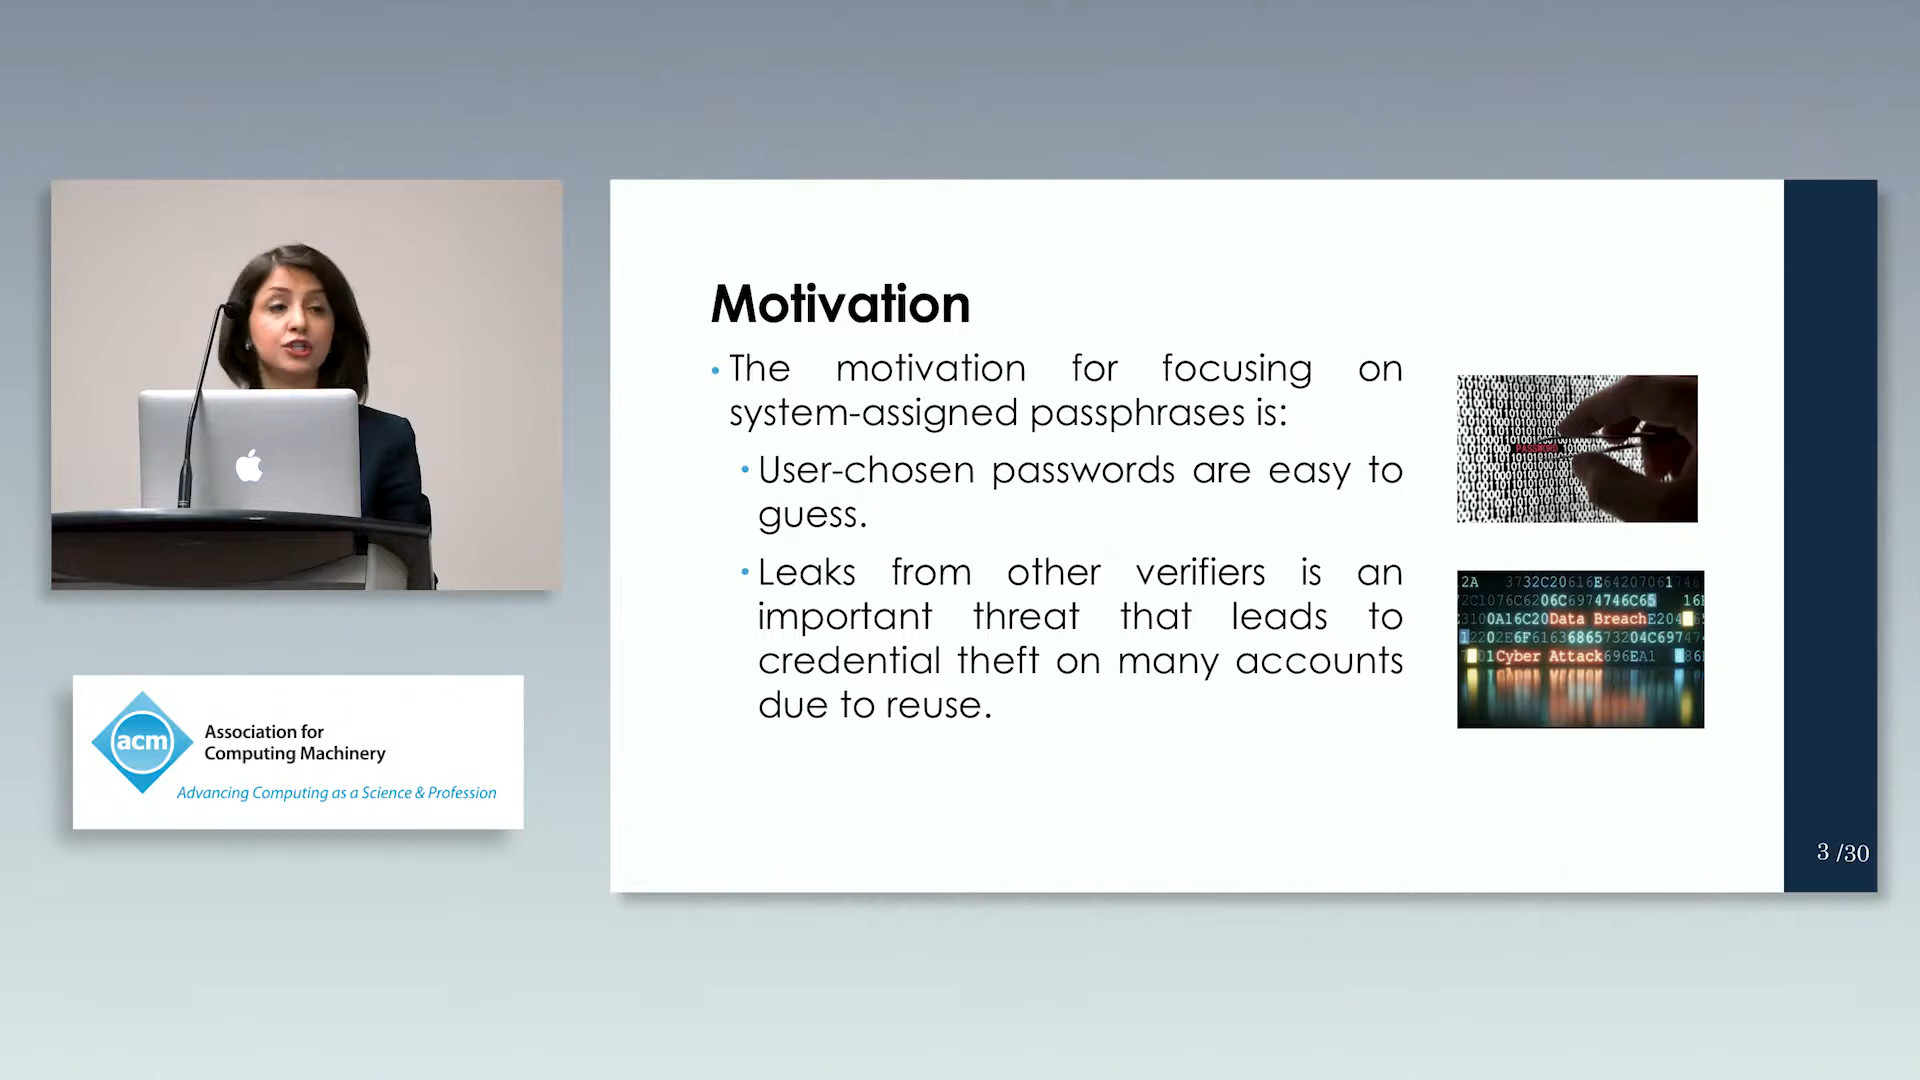 Motivation
• The motivation for focusing on
system-assigned passphrases is:
• User-chosen passwords are easy to
guess.
• Leaks from other verifiers is an
important threat that leads to
credential theft on many accounts
due to reuse.
PASSWORD
Data Breach
Cyber Attack
acm
Association for
Computing Machinery
Advancing Computing as a Science & Profession
3 /30